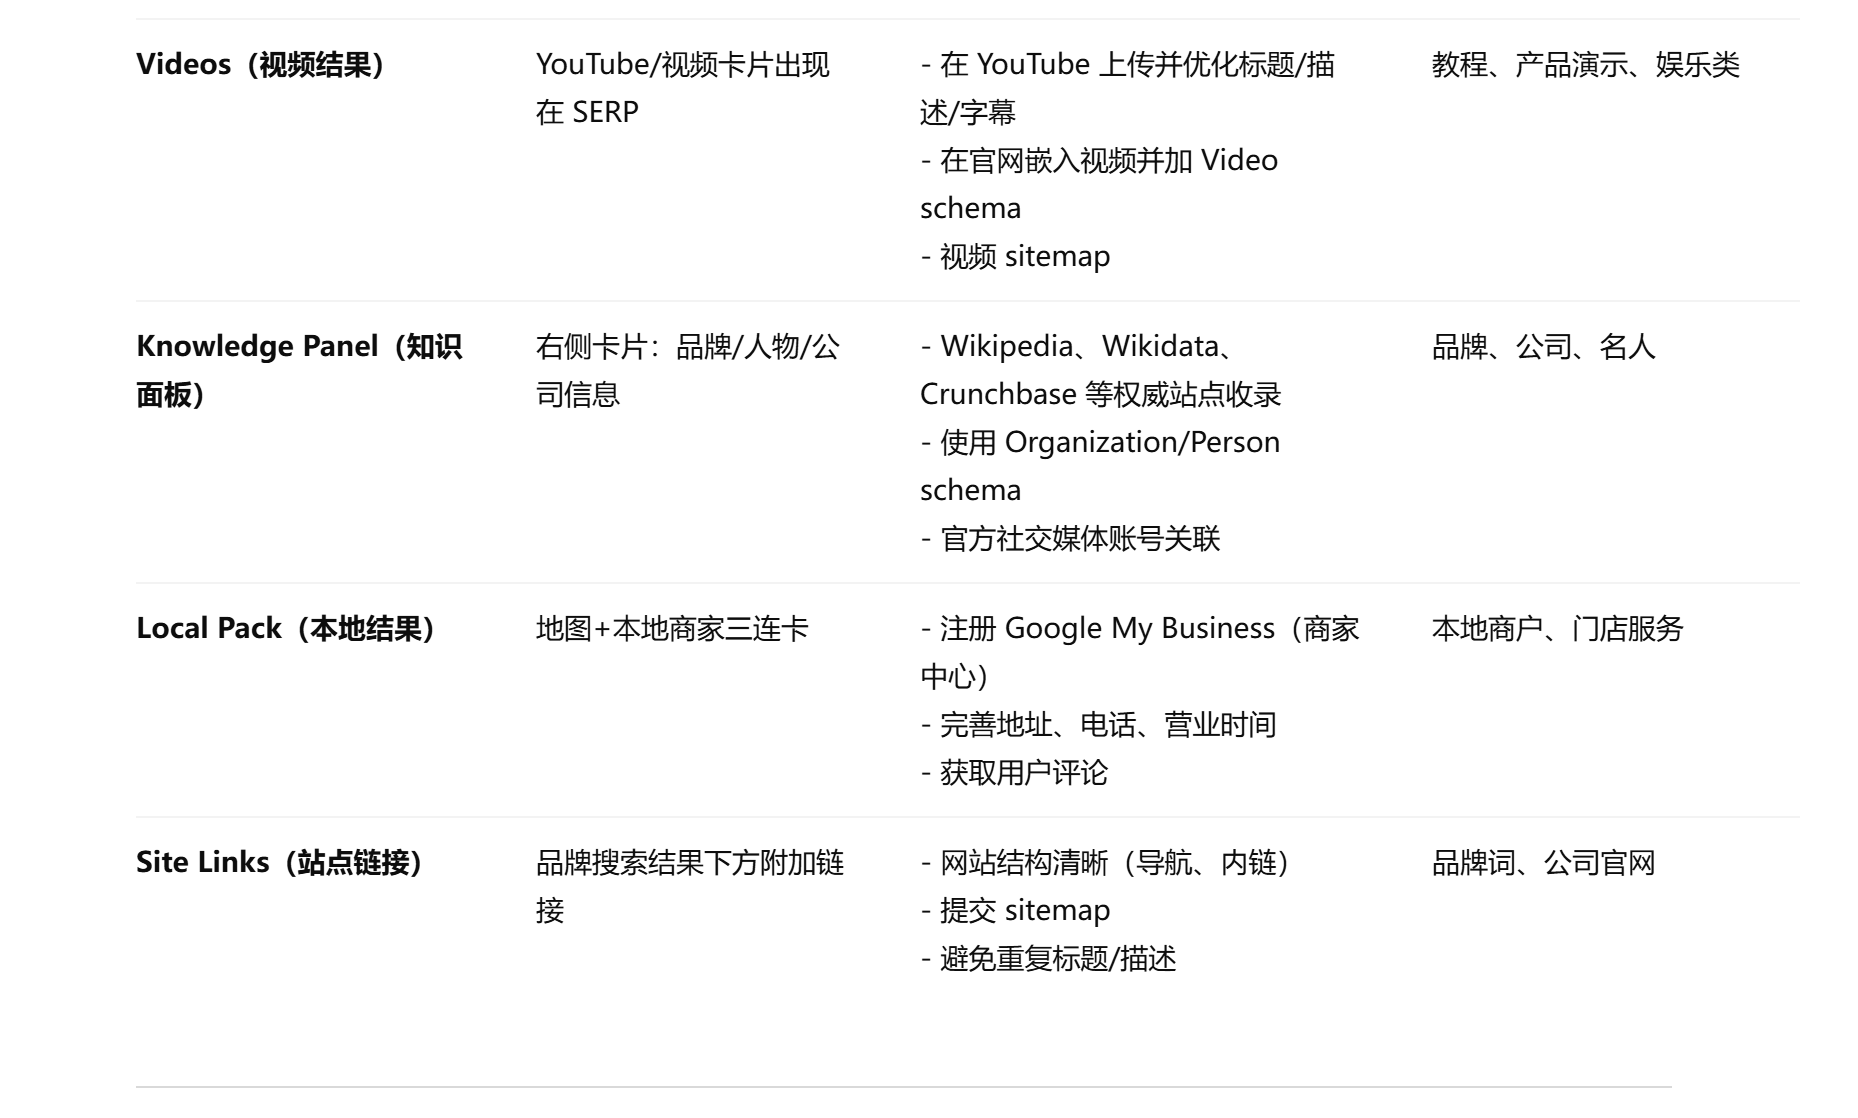 Videos（视频结果）
YouTube/视频卡片出现
在 SERP
- 在 YouTube 上传并优化标题/描
述/字幕
- 在官网嵌入视频并加 Video
schema
- 视频 sitemap
教程、产品演示、娱乐类
Knowledge Panel（知识
面板）
右侧卡片：品牌/人物/公
司信息
- Wikipedia、Wikidata、
Crunchbase 等权威站点收录
- 使用 Organization/Person
schema
- 官方社交媒体账号关联
品牌、公司、名人
Local Pack（本地结果）
地图+本地商家三连卡
- 注册 Google My Business（商家
中心）
- 完善地址、电话、营业时间
- 获取用户评论
本地商户、门店服务
Site Links（站点链接）
品牌搜索结果下方附加链
接
- 网站结构清晰（导航、内链）
- 提交 sitemap
- 避免重复标题/描述
品牌词、公司官网